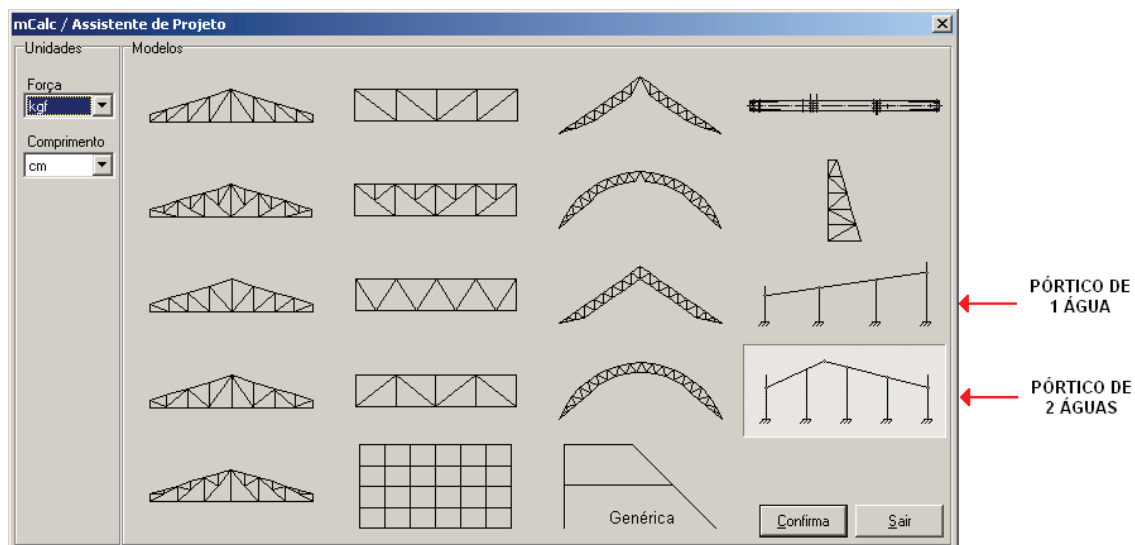 mCalc / Assistente de Projeto
Unidades
Modelos
Força
kgf
Comprimento
cm
PÓRTICO DE
1 ÁGUA
PÓRTICO DE
2 ÁGUAS
Genérica
Confirma
Sair